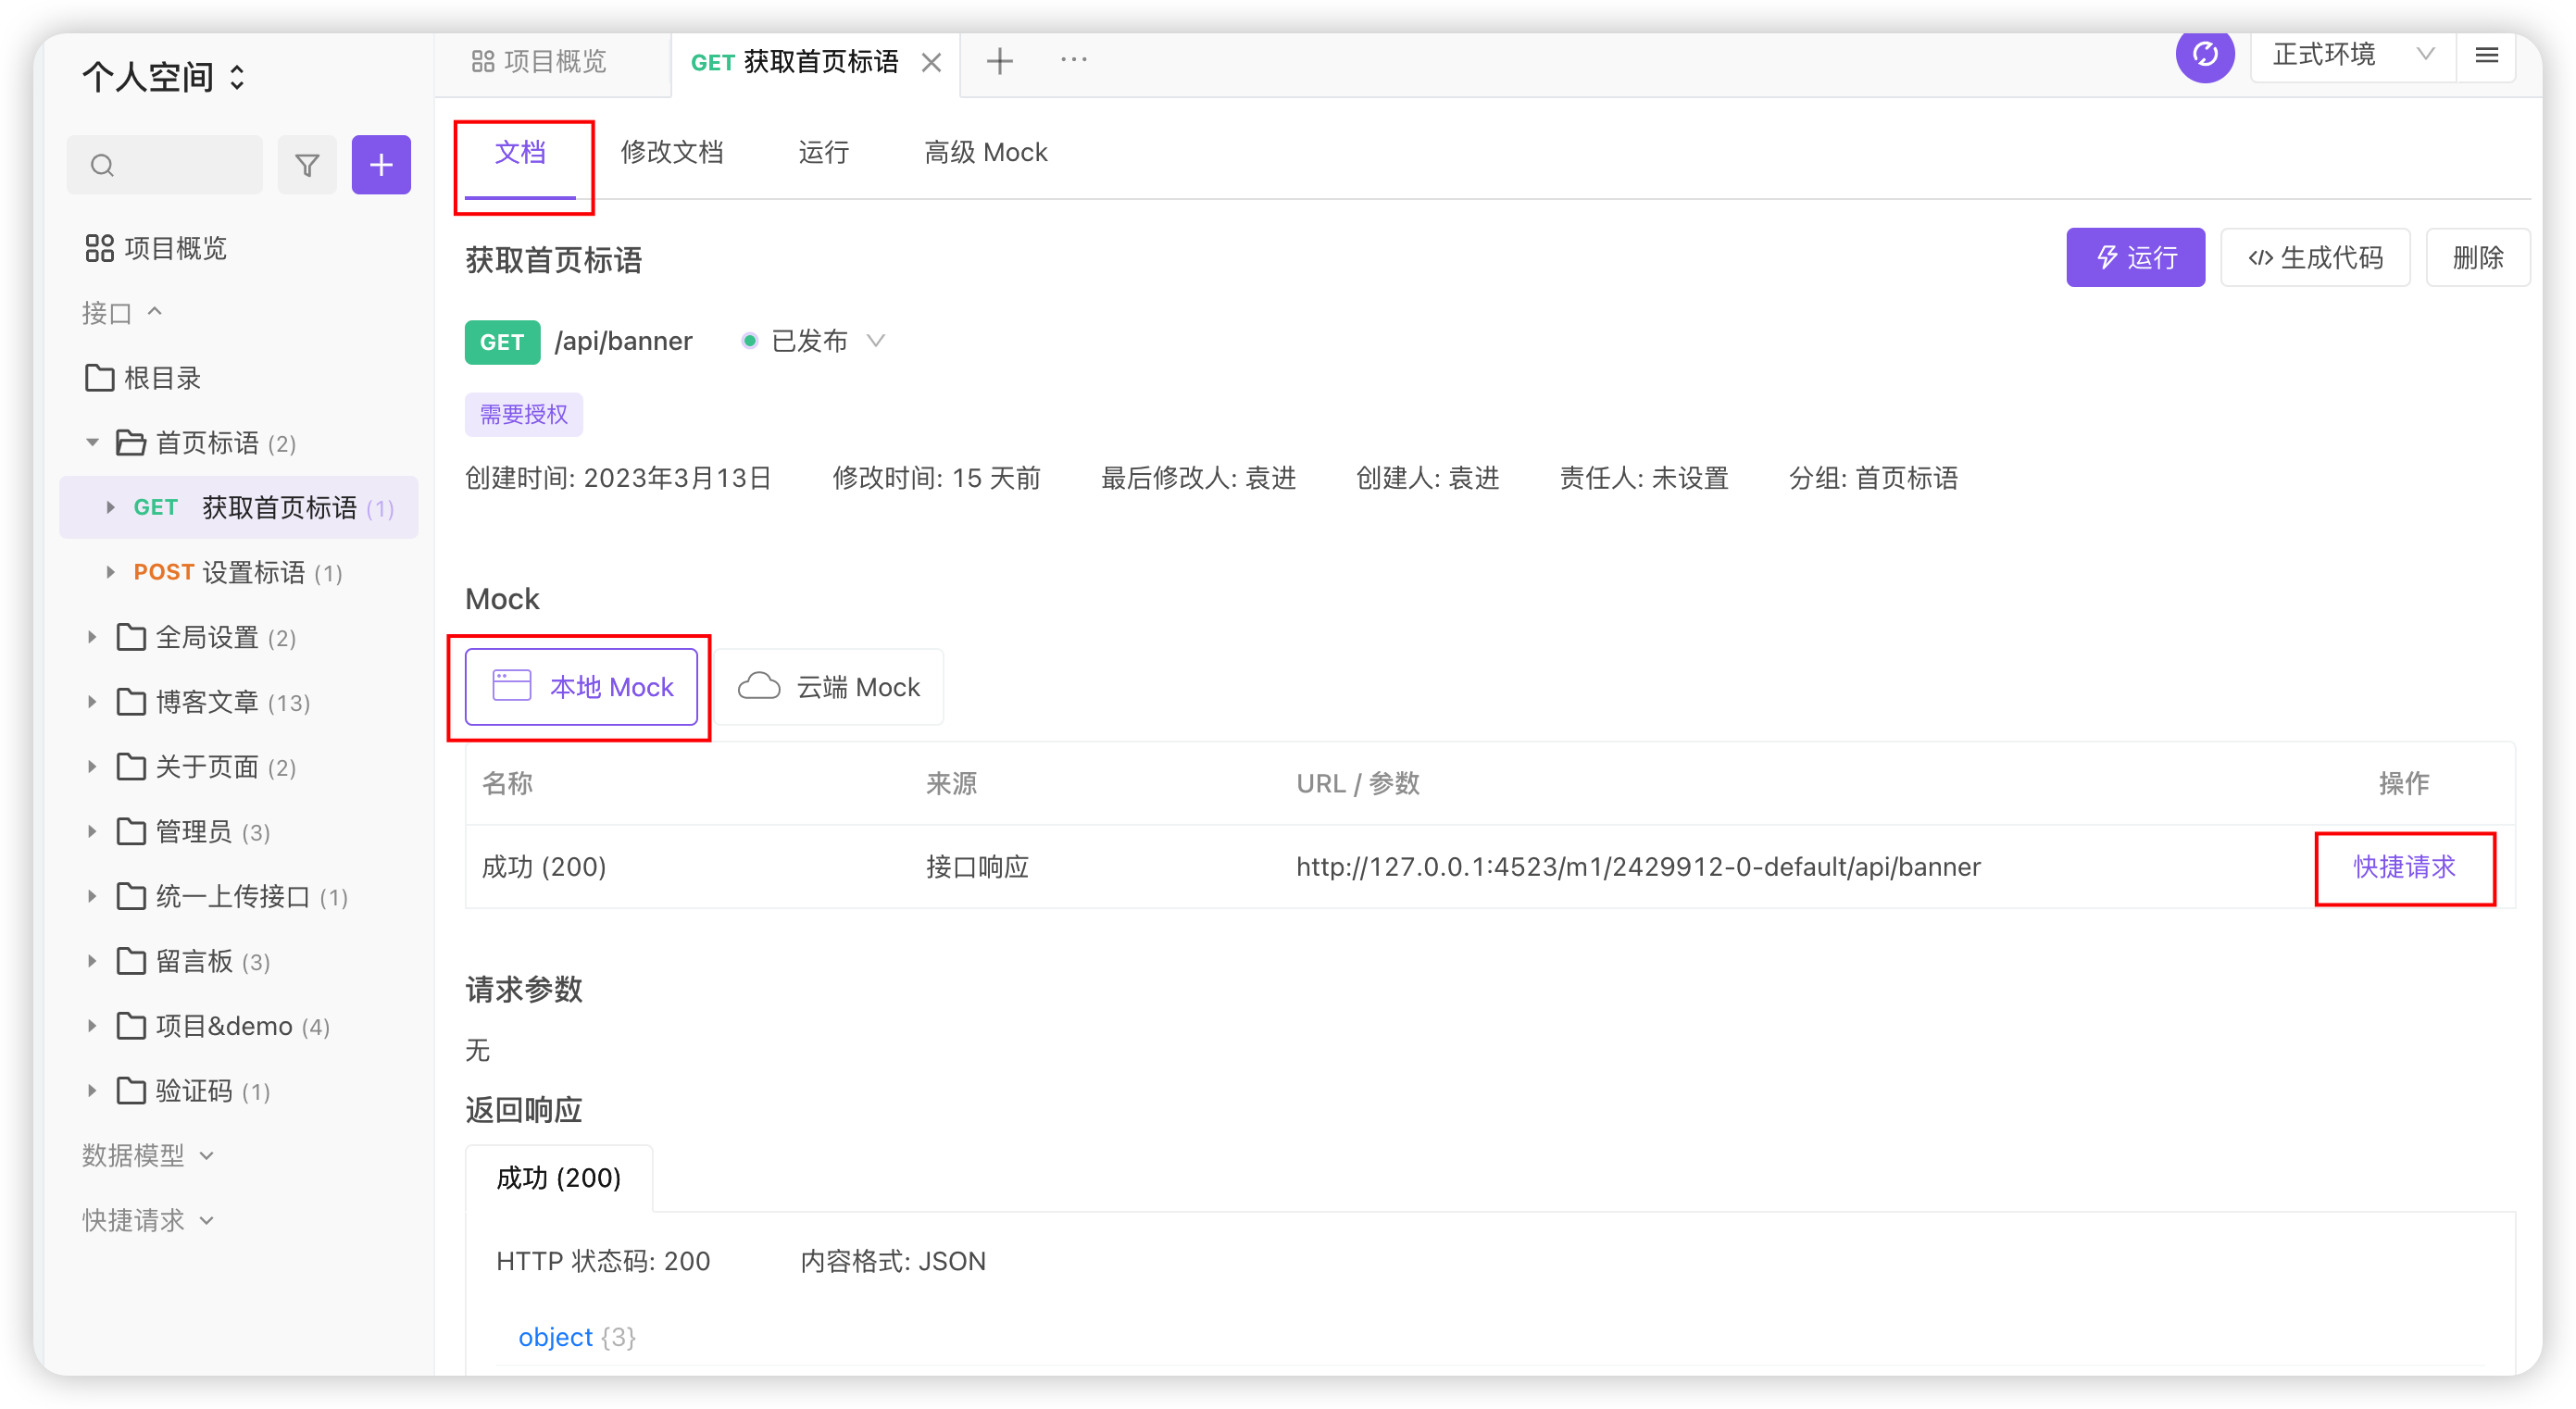 个人空间
项目概览
接口
根目录
首页标语 (2)
GET 获取首页标语 (1)
POST 设置标语 (1)
全局设置 (2)
博客文章 (13)
关于页面 (2)
管理员 (3)
统一上传接口 (1)
留言板 (3)
项目&demo (4)
验证码 (1)
数据模型
快捷请求
项目概览 GET 获取首页标语 正式环境
文档 修改文档 运行 高级 Mock
获取首页标语 运行 </> 生成代码 删除
GET /api/banner 已发布
需要授权
创建时间: 2023年3月13日 修改时间: 15 天前 最后修改人: 袁进 创建人: 袁进 责任人: 未设置 分组: 首页标语
Mock
本地 Mock 云端 Mock
名称 来源 URL / 参数 操作
成功 (200) 接口响应 http://127.0.0.1:4523/m1/2429912-0-default/api/banner 快捷请求
请求参数
无
返回响应
成功 (200)
HTTP 状态码: 200 内容格式: JSON
object {3}